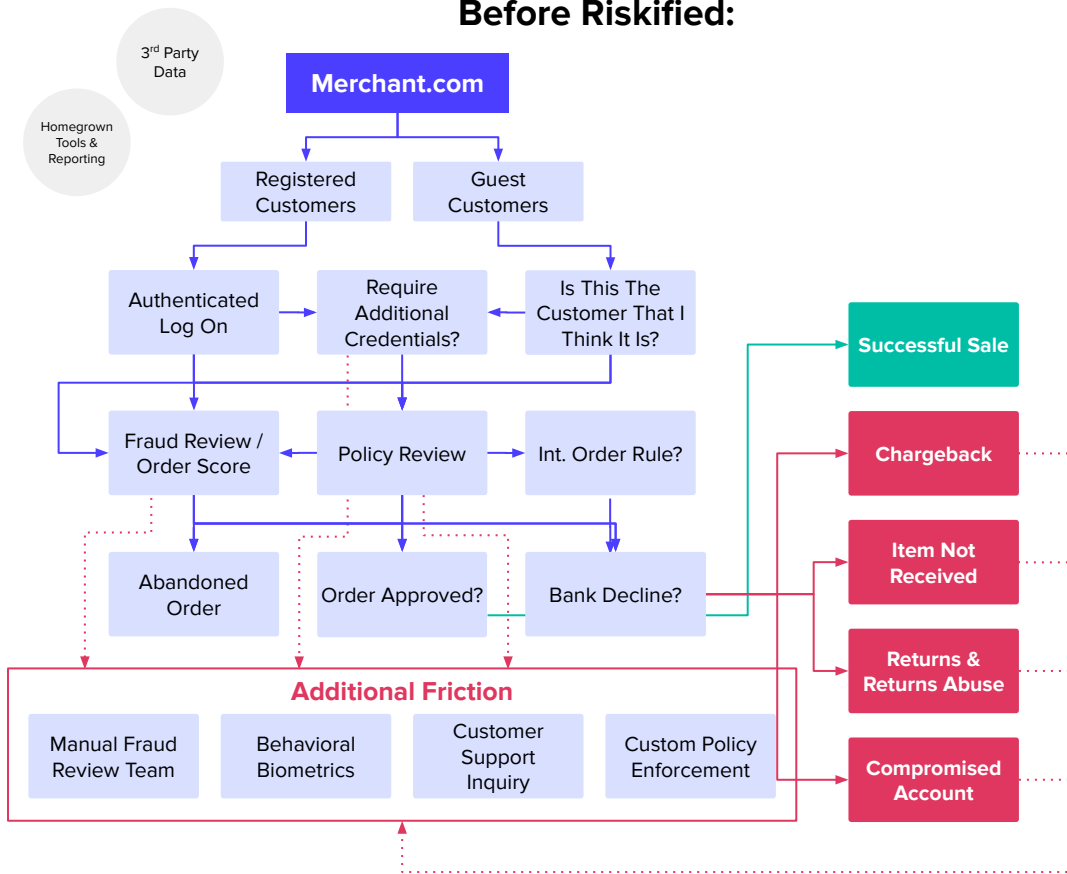 Before Riskified:
3rd Party
Data
Homegrown
Tools &
Reporting
Merchant.com
Registered
Customers
Guest
Customers
Authenticated
Log On
Require
Additional
Credentials?
Is This The
Customer That I
Think It Is?
Successful Sale
Fraud Review /
Order Score
Policy Review
Int. Order Rule?
Chargeback
Abandoned
Order
Order Approved?
Bank Decline?
Item Not
Received
Returns &
Returns Abuse
Additional Friction
Manual Fraud
Review Team
Behavioral
Biometrics
Customer
Support
Inquiry
Custom Policy
Enforcement
Compromised
Account